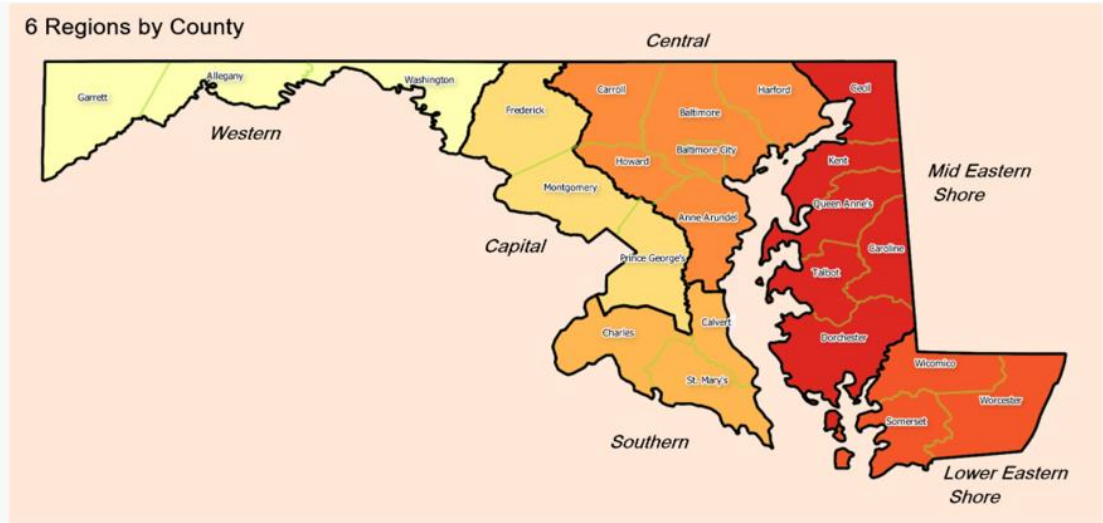 6 Regions by County
Central
Garrett
Allegany
Washington
Western
Frederick
Carroll
Harford
Baltimore
Cecil
Baltimore City
Howard
Kent
Montgomery
Anne Arundel
Queen Anne's
Mid Eastern
Shore
Capital
Caroline
Prince George's
Talbot
Charles
Calvert
Dorchester
St. Mary's
Wicomico
Worcester
Somerset
Southern
Lower Eastern
Shore